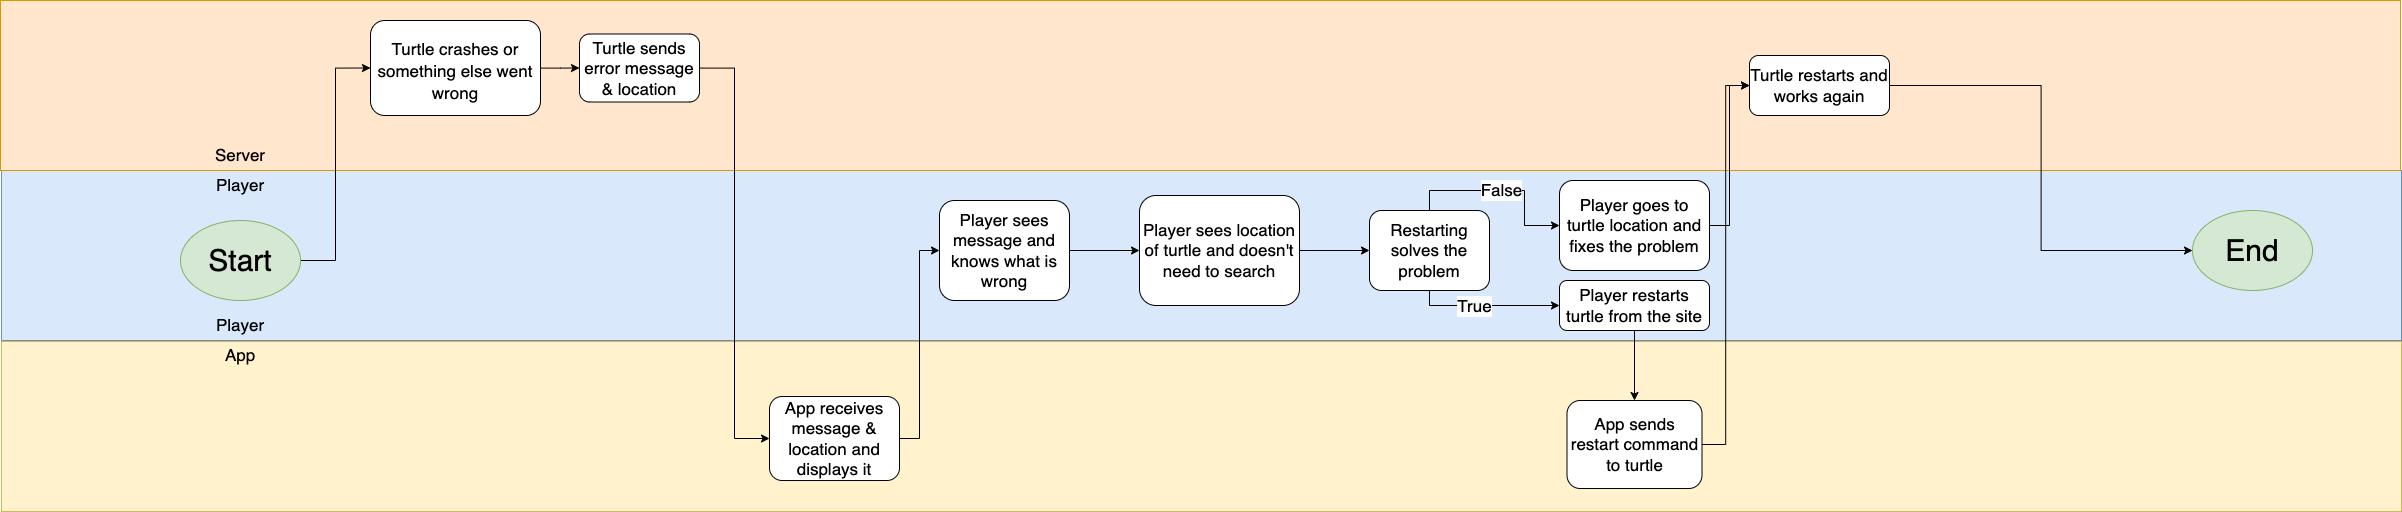 Turtle crashes or
something else went
wrong
Turtle sends
error message
& location
Turtle restarts and
works again
Server
Player
Start
Player sees
message and
knows what is
wrong
Player sees location
of turtle and doesn't
need to search
Restarting
solves the
problem
False
True
Player goes to
turtle location and
fixes the problem
Player restarts
turtle from the site
End
Player
App
App receives
message &
location and
displays it
App sends
restart command
to turtle